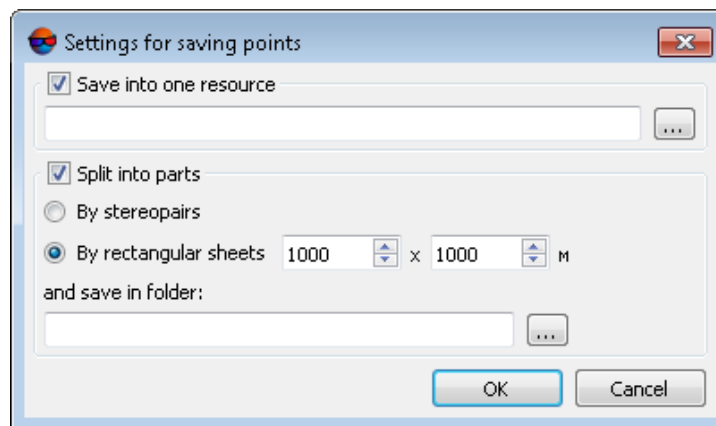 Settings for saving points
Save into one resource
...
Split into parts
By stereopairs
By rectangular sheets 1000 x 1000 м
and save in folder:
...
OK Cancel